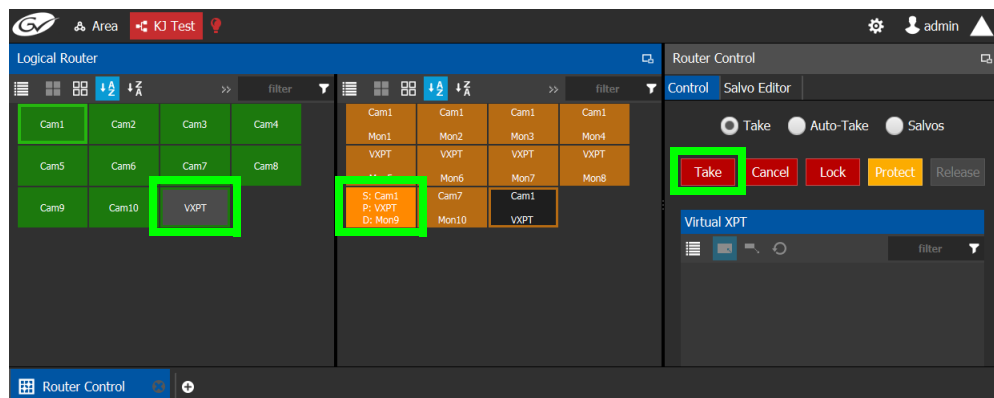 GV Area KJ Test admin
Logical Router
Router Control
>> filter
>> filter
Control Salvo Editor
Take Auto-Take Salvos
Take Cancel Lock Protect Release
Cam1 Cam2 Cam3 Cam4
Cam5 Cam6 Cam7 Cam8
Cam9 Cam10 VXPT
Cam1 Cam1 Cam1 Cam1
Mon1 Mon2 Mon3 Mon4
VXPT VXPT VXPT VXPT
Mon6 Mon7 Mon8
S: Cam1 Cam7 Cam1
P: VXPT
D: Mon9 Mon10 VXPT
Virtual XPT
filter
Router Control